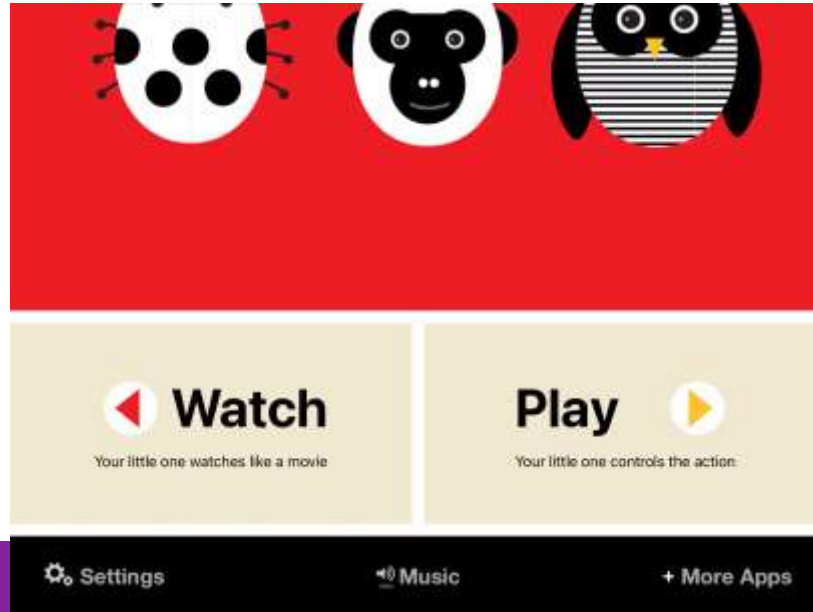 Watch
Your little one watches like a movie
Play
Your little one controls the action
Settings
Music
+ More Apps